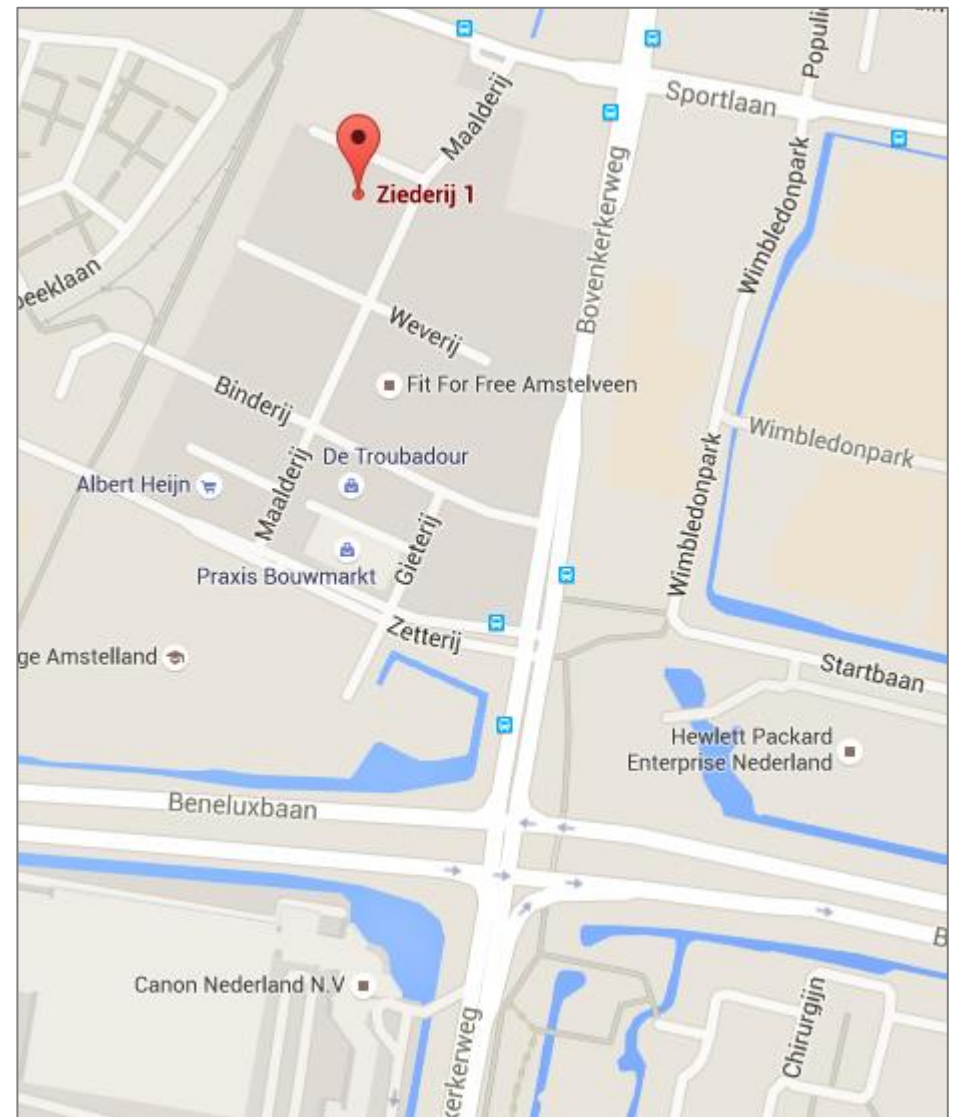 Populi
Sportlaan
Maalderij
Ziederij 1
Bovenkerkerweg
Wimbledonpark
beeklaan
Weverij
Fit For Free Amstelveen
Binderij
Wimbledonpark
De Troubadour
Albert Heijn
Maalderij
Wimbledonpark
Gieterij
Praxis Bouwmarkt
Zetterij
ge Amstelland
Startbaan
Hewlett Packard
Enterprise Nederland
Beneluxbaan
B
Canon Nederland N.V
Chirurgijn
kerkerweg